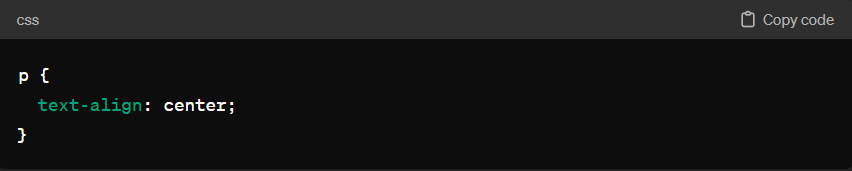 css Copy code
p {
  text-align: center;
}